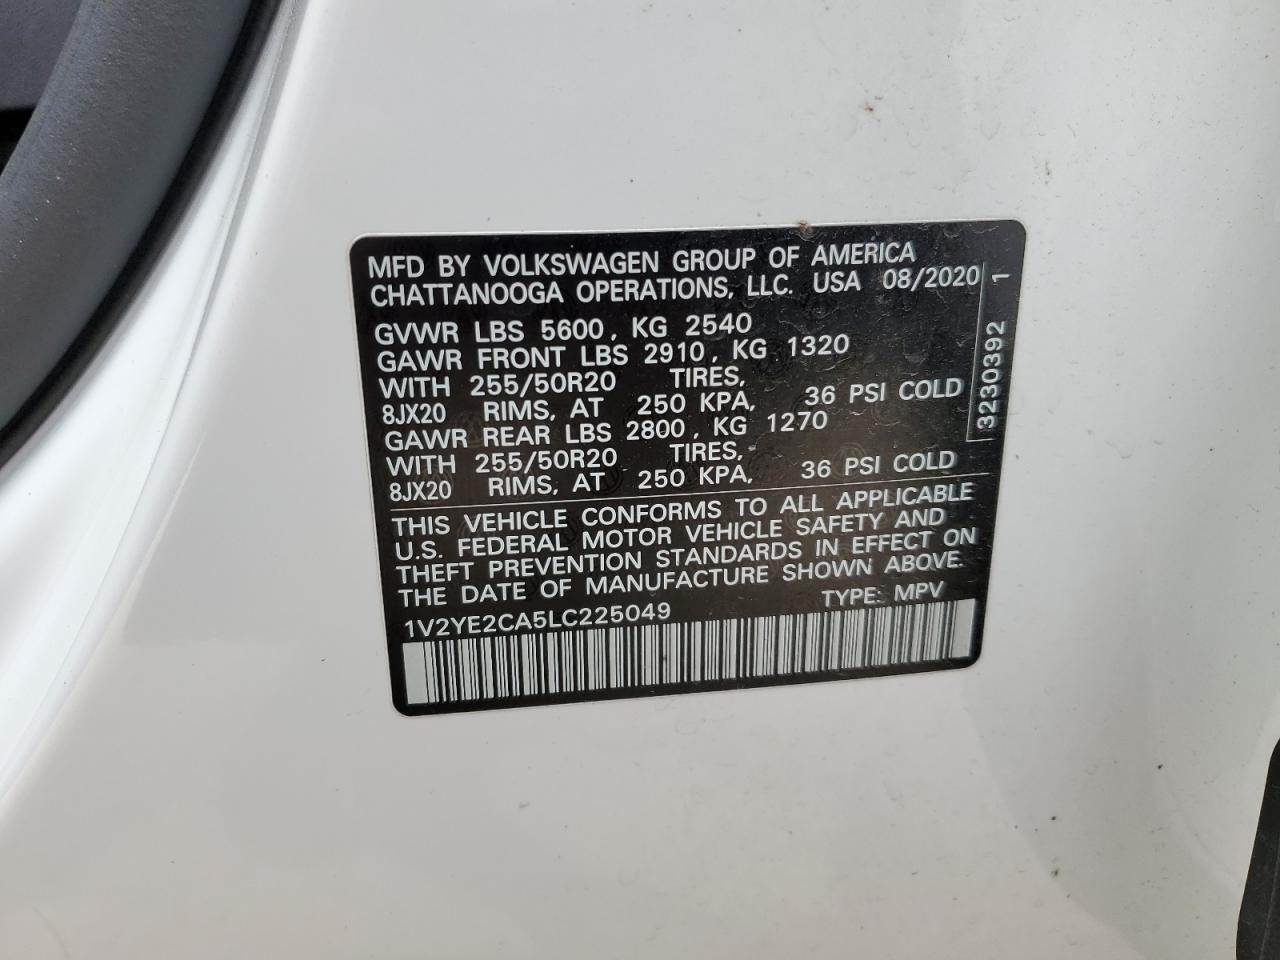 MFD BY VOLKSWAGEN GROUP OF AMERICA
CHATTANOOGA OPERATIONS, LLC. USA 08/2020
GVWR LBS 5600, KG 2540
GAWR FRONT LBS 2910, KG 1320
WITH 255/50R20 TIRES,
8JX20 RIMS, AT 250 KPA, 36 PSI COLD
GAWR REAR LBS 2800, KG 1270
WITH 255/50R20 TIRES,
8JX20 RIMS, AT 250 KPA, 36 PSI COLD
THIS VEHICLE CONFORMS TO ALL APPLICABLE
U.S. FEDERAL MOTOR VEHICLE SAFETY AND
THEFT PREVENTION STANDARDS IN EFFECT ON
THE DATE OF MANUFACTURE SHOWN ABOVE.
1V2YE2CA5LC225049 TYPE: MPV
3230392 1